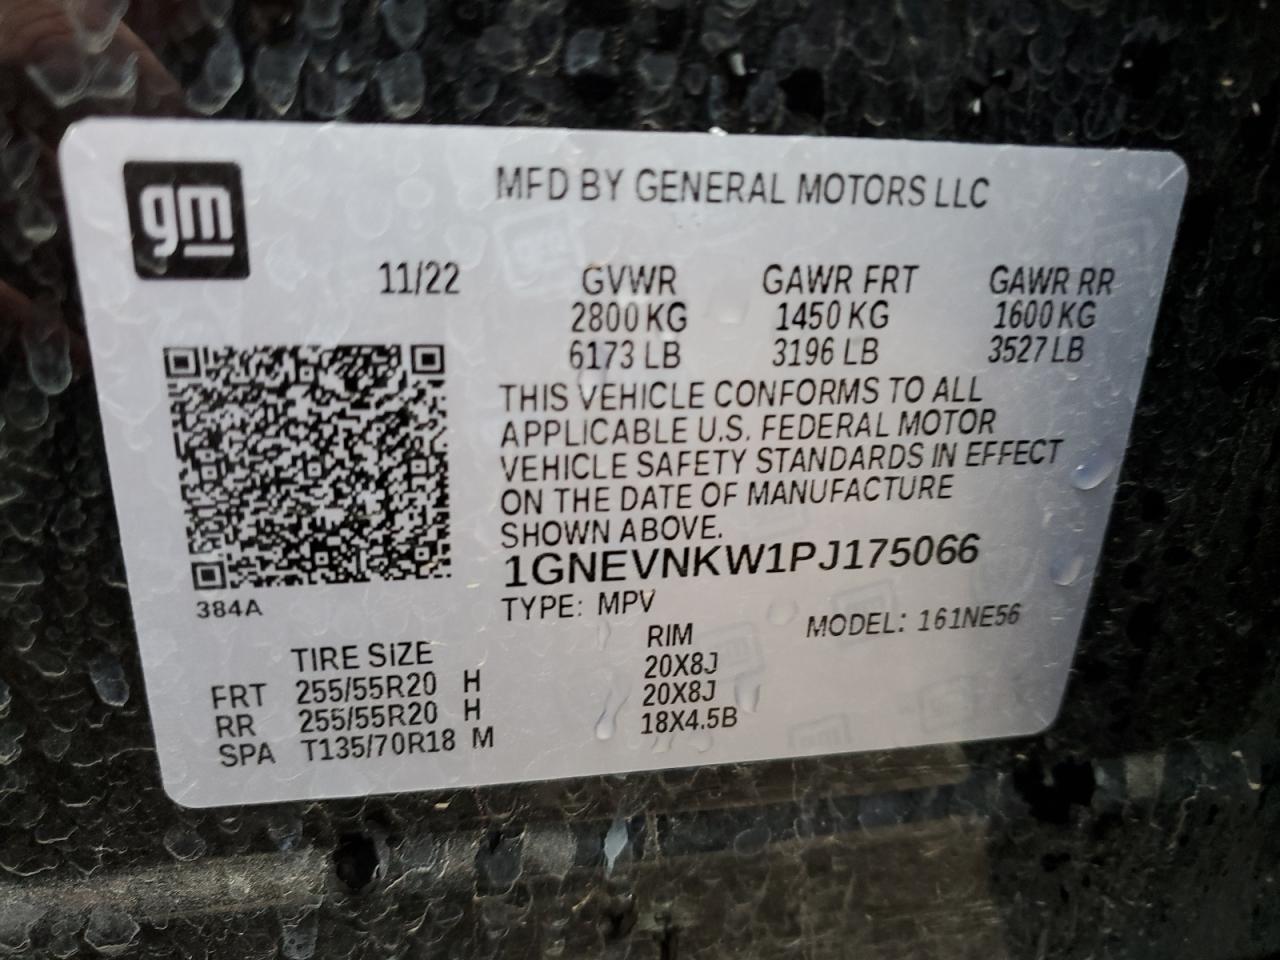 gm
MFD BY GENERAL MOTORS LLC
11/22 GVWR GAWR FRT GAWR RR
2800 KG 1450 KG 1600 KG
6173 LB 3196 LB 3527 LB
THIS VEHICLE CONFORMS TO ALL
APPLICABLE U.S. FEDERAL MOTOR
VEHICLE SAFETY STANDARDS IN EFFECT
ON THE DATE OF MANUFACTURE
SHOWN ABOVE.
1GNEVNKW1PJ175066
384A
TYPE: MPV MODEL: 161NE56
TIRE SIZE RIM
FRT 255/55R20 H 20X8J
RR 255/55R20 H 20X8J
SPA T135/70R18 M 18X4.5B